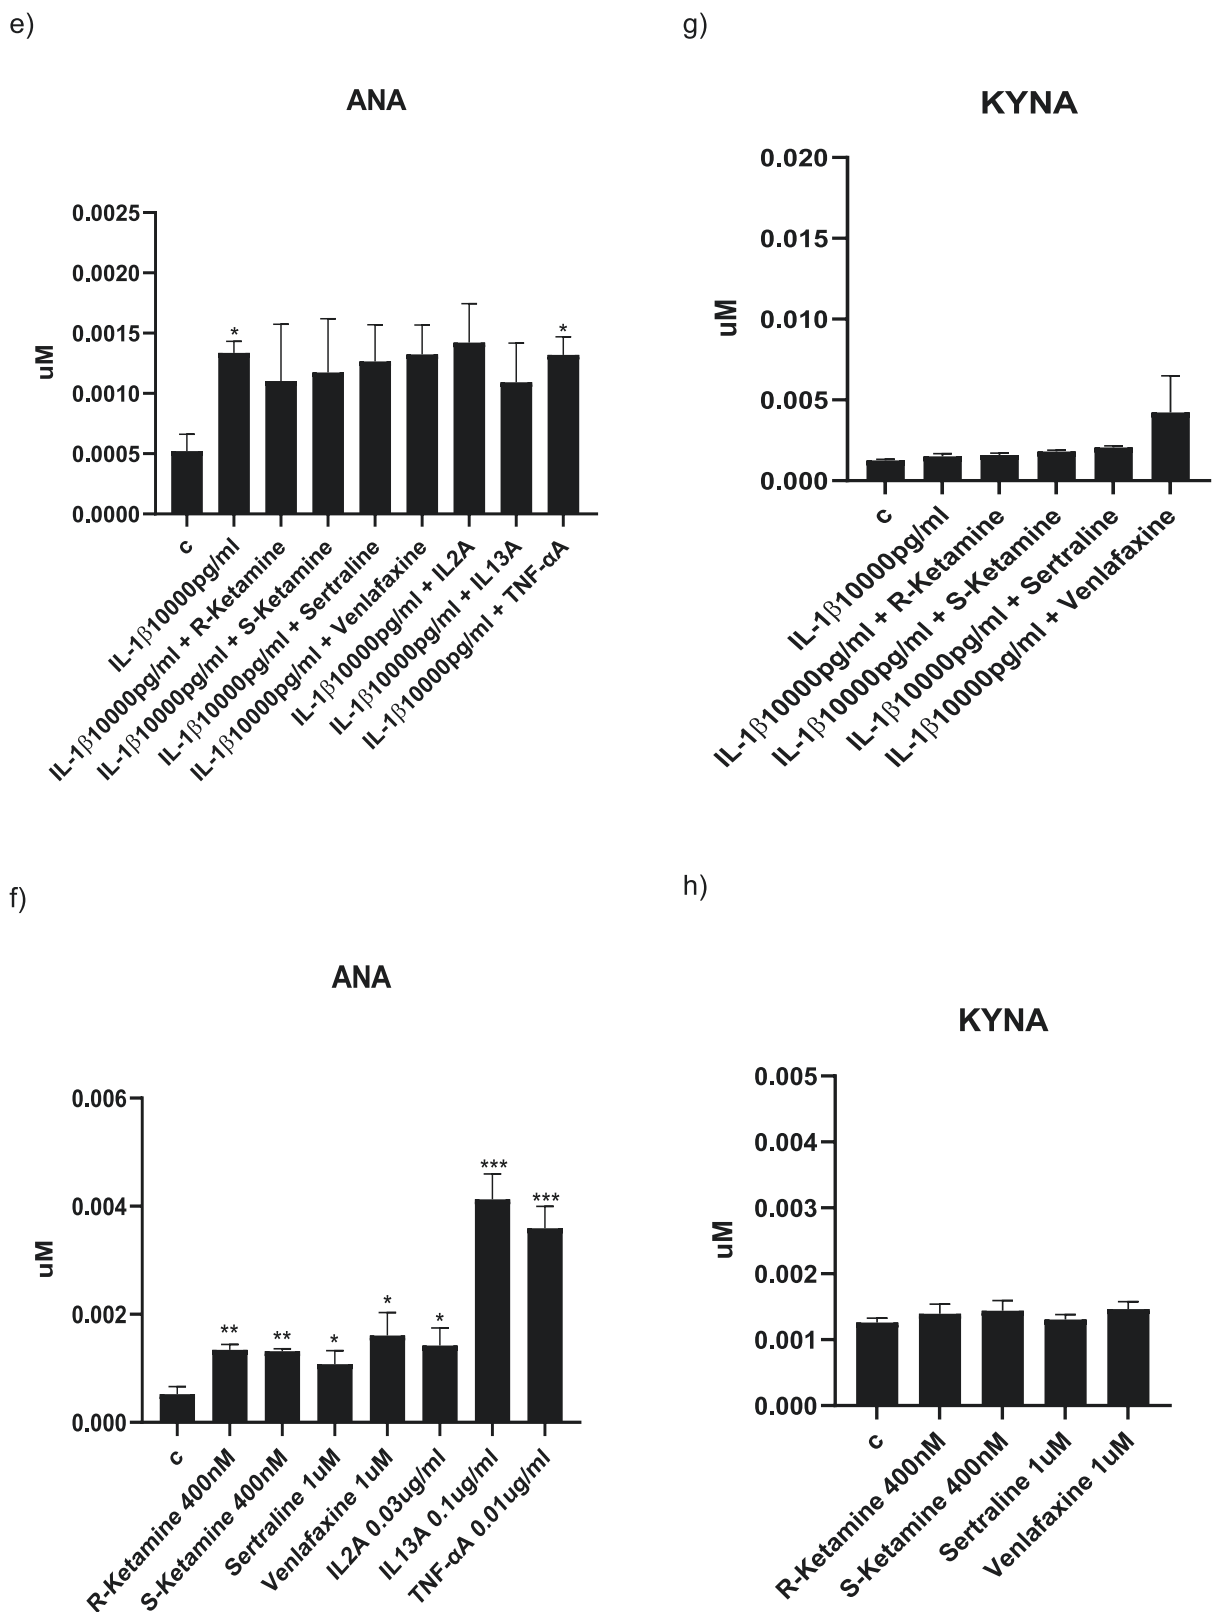 e)
ANA
uM
0.0025
0.0020
0.0015
0.0010
0.0005
0.0000
*
*
c
IL-1β10000pg/ml
IL-1β10000pg/ml + R-Ketamine
IL-1β10000pg/ml + S-Ketamine
IL-1β10000pg/ml + Sertraline
IL-1β10000pg/ml + Venlafaxine
IL-1β10000pg/ml + IL2A
IL-1β10000pg/ml + IL13A
IL-1β10000pg/ml + TNF-αA
g)
KYNA
uM
0.020
0.015
0.010
0.005
0.000
c
IL-1β10000pg/ml
IL-1β10000pg/ml + R-Ketamine
IL-1β10000pg/ml + S-Ketamine
IL-1β10000pg/ml + Sertraline
IL-1β10000pg/ml + Venlafaxine
f)
ANA
uM
0.006
0.004
0.002
0.000
**
**
*
*
*
***
***
c
R-Ketamine 400nM
S-Ketamine 400nM
Sertraline 1uM
Venlafaxine 1uM
IL2A 0.03ug/ml
IL13A 0.1ug/ml
TNF-αA 0.01ug/ml
h)
KYNA
uM
0.005
0.004
0.003
0.002
0.001
0.000
c
R-Ketamine 400nM
S-Ketamine 400nM
Sertraline 1uM
Venlafaxine 1uM